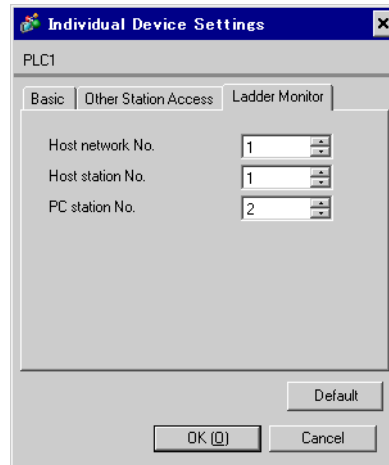 Individual Device Settings
PLC1
Basic Other Station Access Ladder Monitor
Host network No. 1
Host station No. 1
PC station No. 2
Default
OK (O) Cancel